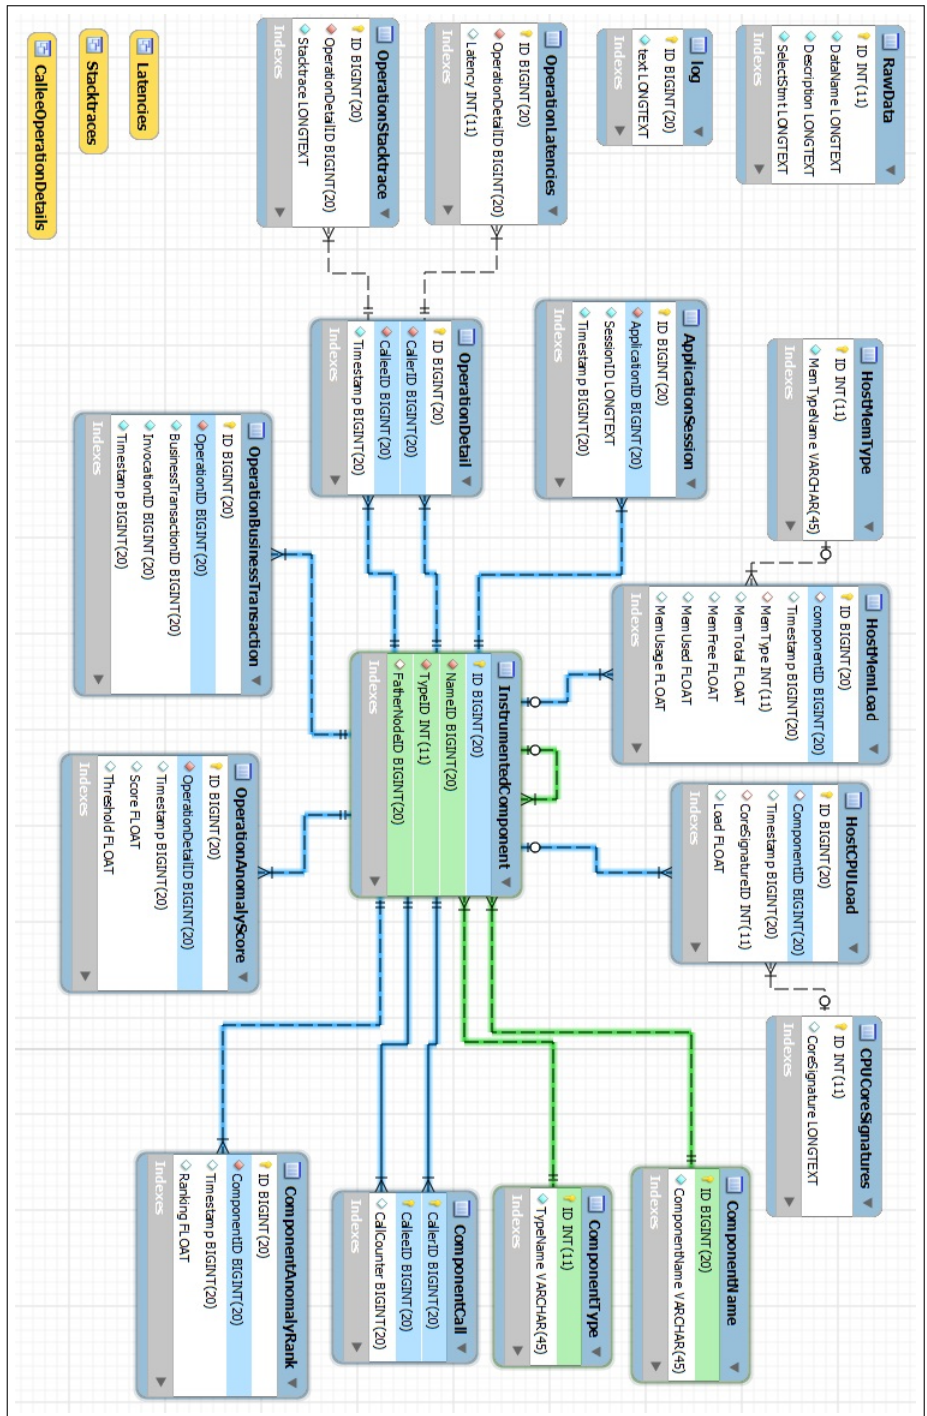 RawData
ID INT(11)
DataName LONGTEXT
Description LONGTEXT
SelectStmt LONGTEXT
Indexes
log
ID BIGINT(20)
text LONGTEXT
Indexes
OperationLatencies
ID BIGINT(20)
OperationDetailID BIGINT(20)
Latency INT(11)
Indexes
OperationStacktrace
ID BIGINT(20)
OperationDetailID BIGINT(20)
Stacktrace LONGTEXT
Indexes
Latencies
Stacktraces
CalleeOperationDetails
HostMemType
ID INT(11)
MemTypeName VARCHAR(45)
Indexes
ApplicationSession
ID BIGINT(20)
ApplicationID BIGINT(20)
SessionID LONGTEXT
Timestamp BIGINT(20)
Indexes
OperationDetail
ID BIGINT(20)
CallerID BIGINT(20)
CalleeID BIGINT(20)
Timestamp BIGINT(20)
Indexes
OperationBusinessTransaction
ID BIGINT(20)
OperationID BIGINT(20)
BusinessTransactionID BIGINT(20)
InvocationID BIGINT(20)
Timestamp BIGINT(20)
Indexes
HostMemLoad
ID BIGINT(20)
componentID BIGINT(20)
Timestamp BIGINT(20)
MemType INT(11)
MemTotal FLOAT
MemFree FLOAT
MemUsed FLOAT
MemUsage FLOAT
Indexes
InstrumentedComponent
ID BIGINT(20)
NameID BIGINT(20)
TypeID INT(11)
FatherNodeID BIGINT(20)
Indexes
HostCPULoad
ID BIGINT(20)
ComponentID BIGINT(20)
Timestamp BIGINT(20)
CoreSignatureID INT(11)
Load FLOAT
Indexes
OperationAnomalyScore
ID BIGINT(20)
OperationDetailID BIGINT(20)
Timestamp BIGINT(20)
Score FLOAT
Threshold FLOAT
Indexes
CPUCoreSignatures
ID INT(11)
CoreSignature LONGTEXT
Indexes
ComponentName
ID BIGINT(20)
ComponentName VARCHAR(45)
Indexes
ComponentType
ID INT(11)
TypeName VARCHAR(45)
Indexes
ComponentCall
CallerID BIGINT(20)
CalleeID BIGINT(20)
CallCounter BIGINT(20)
Indexes
ComponentAnomalyRank
ID BIGINT(20)
ComponentID BIGINT(20)
Timestamp BIGINT(20)
Ranking FLOAT
Indexes